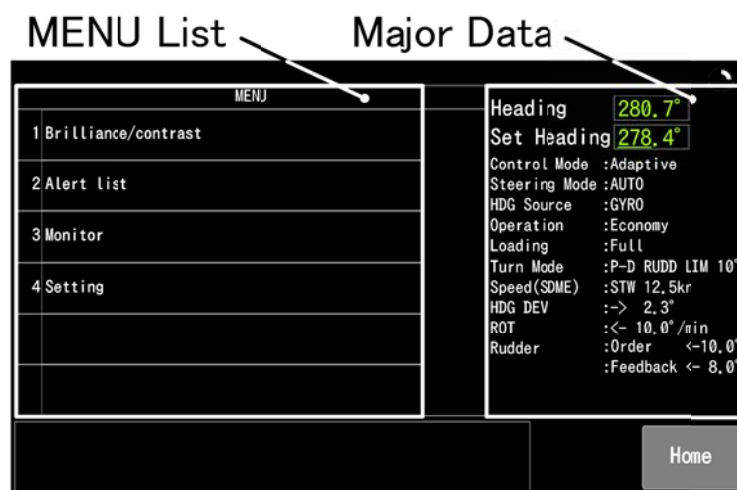 MENU List
Major Data
MENU
1 Brilliance/contrast
2 Alert list
3 Monitor
4 Setting
Heading 280.7°
Set Heading 278.4°
Control Mode :Adaptive
Steering Mode :AUTO
HDG Source :GYRO
Operation :Economy
Loading :Full
Turn Mode :P-D RUDD LIM 10°
Speed(SDME) :STW 12.5kn
HDG DEV :-> 2.3°
ROT :<- 10.0°/min
Rudder :Order <-10.0°
:Feedback <- 8.0°
Home